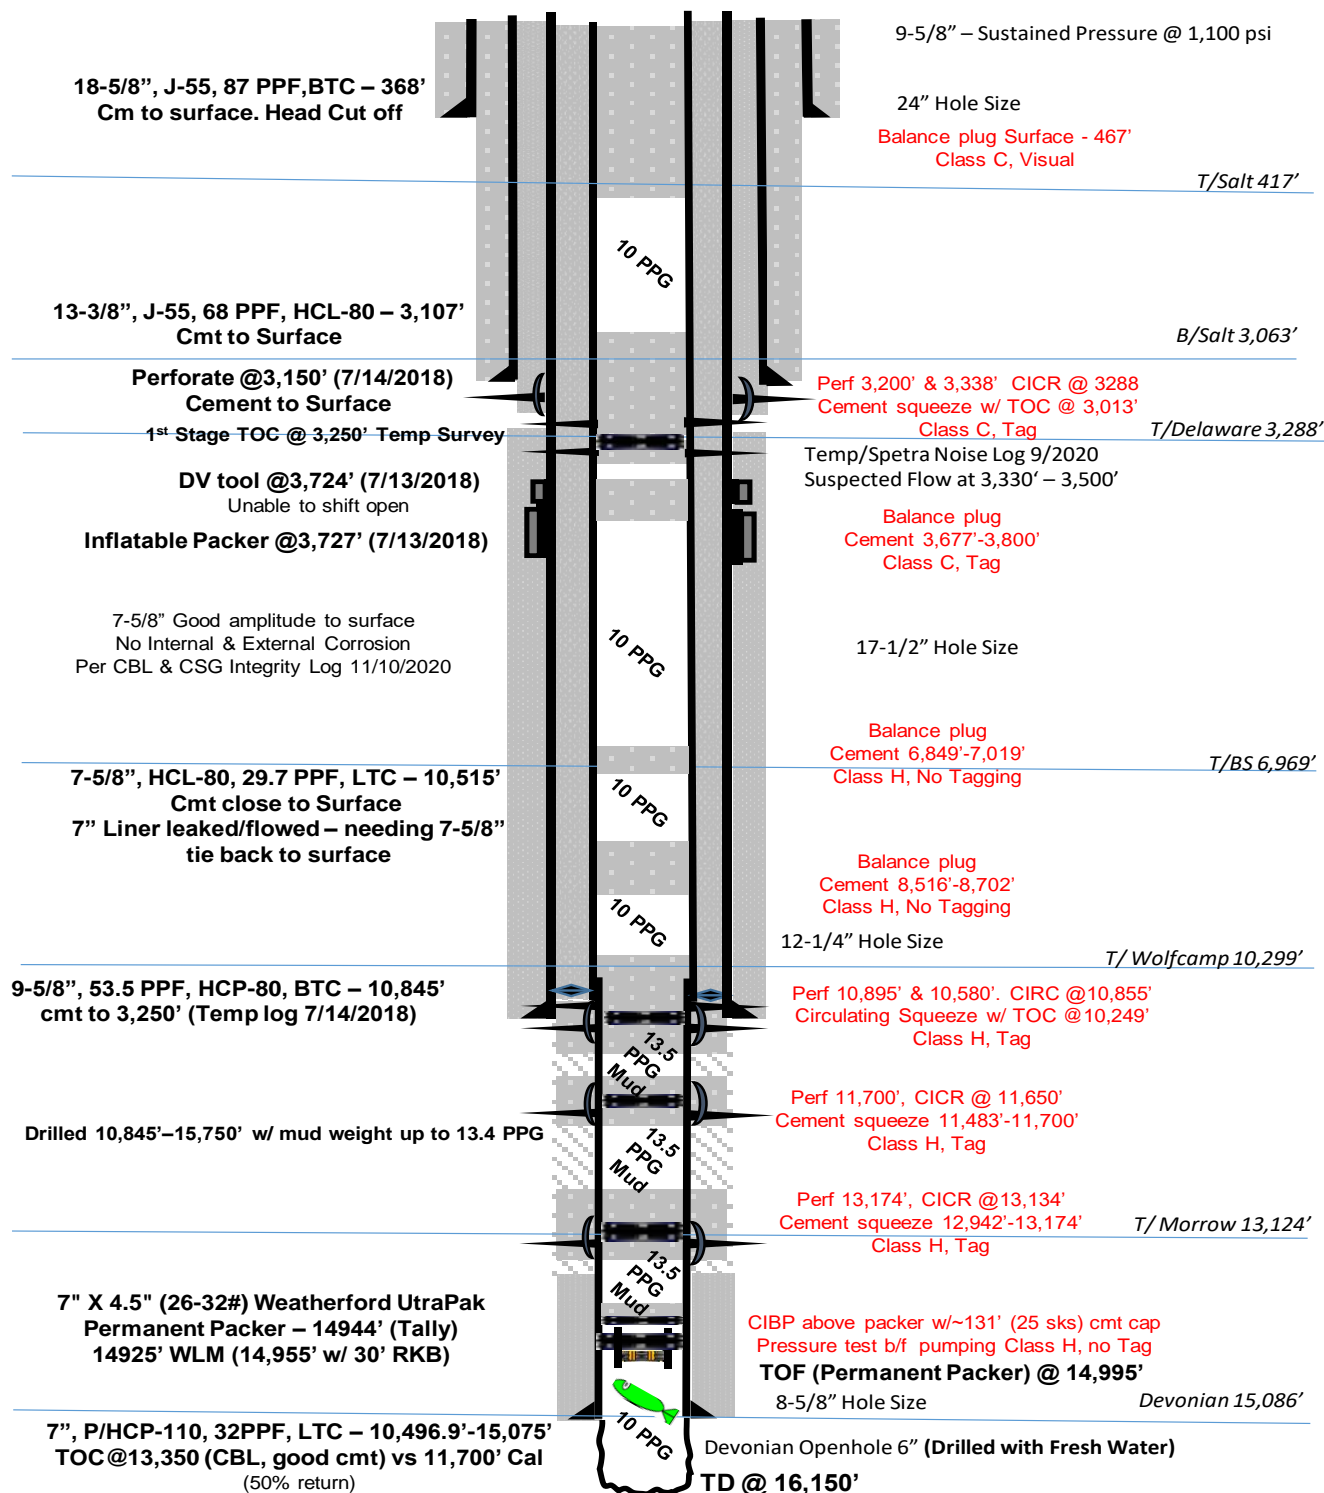 9-5/8” – Sustained Pressure @ 1,100 psi
18-5/8”, J-55, 87 PPF,BTC – 368’
Cm to surface. Head Cut off
24” Hole Size
Balance plug Surface - 467’
Class C, Visual
T/Salt 417’
10 PPG
13-3/8”, J-55, 68 PPF, HCL-80 – 3,107’
Cmt to Surface
B/Salt 3,063’
Perforate @3,150’ (7/14/2018)
Cement to Surface
Perf 3,200’ & 3,338’ CICR @ 3288
Cement squeeze w/ TOC @ 3,013’
Class C, Tag
1st Stage TOC @ 3,250’ Temp Survey
T/Delaware 3,288’
Temp/Spetra Noise Log 9/2020
Suspected Flow at 3,330‘ – 3,500’
DV tool @3,724’ (7/13/2018)
Unable to shift open
Inflatable Packer @3,727’ (7/13/2018)
Balance plug
Cement 3,677’-3,800’
Class C, Tag
7-5/8” Good amplitude to surface
No Internal & External Corrosion
Per CBL & CSG Integrity Log 11/10/2020
10 PPG
17-1/2” Hole Size
Balance plug
Cement 6,849’-7,019’
Class H, No Tagging
T/BS 6,969’
7-5/8”, HCL-80, 29.7 PPF, LTC – 10,515’
Cmt close to Surface
7” Liner leaked/flowed – needing 7-5/8”
tie back to surface
10 PPG
Balance plug
Cement 8,516’-8,702’
Class H, No Tagging
10 PPG
12-1/4” Hole Size
T/ Wolfcamp 10,299’
9-5/8”, 53.5 PPF, HCP-80, BTC – 10,845’
cmt to 3,250’ (Temp log 7/14/2018)
Perf 10,895’ & 10,580’. CIRC @10,855’
Circulating Squeeze w/ TOC @10,249’
Class H, Tag
13.5
PPG
Mud
Perf 11,700’, CICR @ 11,650’
Cement squeeze 11,483’-11,700’
Class H, Tag
Drilled 10,845’–15,750’ w/ mud weight up to 13.4 PPG
13.5
PPG
Mud
Perf 13,174’, CICR @13,134’
Cement squeeze 12,942’-13,174’
Class H, Tag
T/ Morrow 13,124’
13.5
PPG
Mud
7" X 4.5" (26-32#) Weatherford UtraPak
Permanent Packer – 14944’ (Tally)
14925’ WLM (14,955’ w/ 30’ RKB)
CIBP above packer w/~131’ (25 sks) cmt cap
Pressure test b/f pumping Class H, no Tag
TOF (Permanent Packer) @ 14,995’
8-5/8” Hole Size
Devonian 15,086’
7”, P/HCP-110, 32PPF, LTC – 10,496.9’-15,075’
TOC@13,350 (CBL, good cmt) vs 11,700’ Cal
(50% return)
10 PPG
Devonian Openhole 6” (Drilled with Fresh Water)
TD @ 16,150’